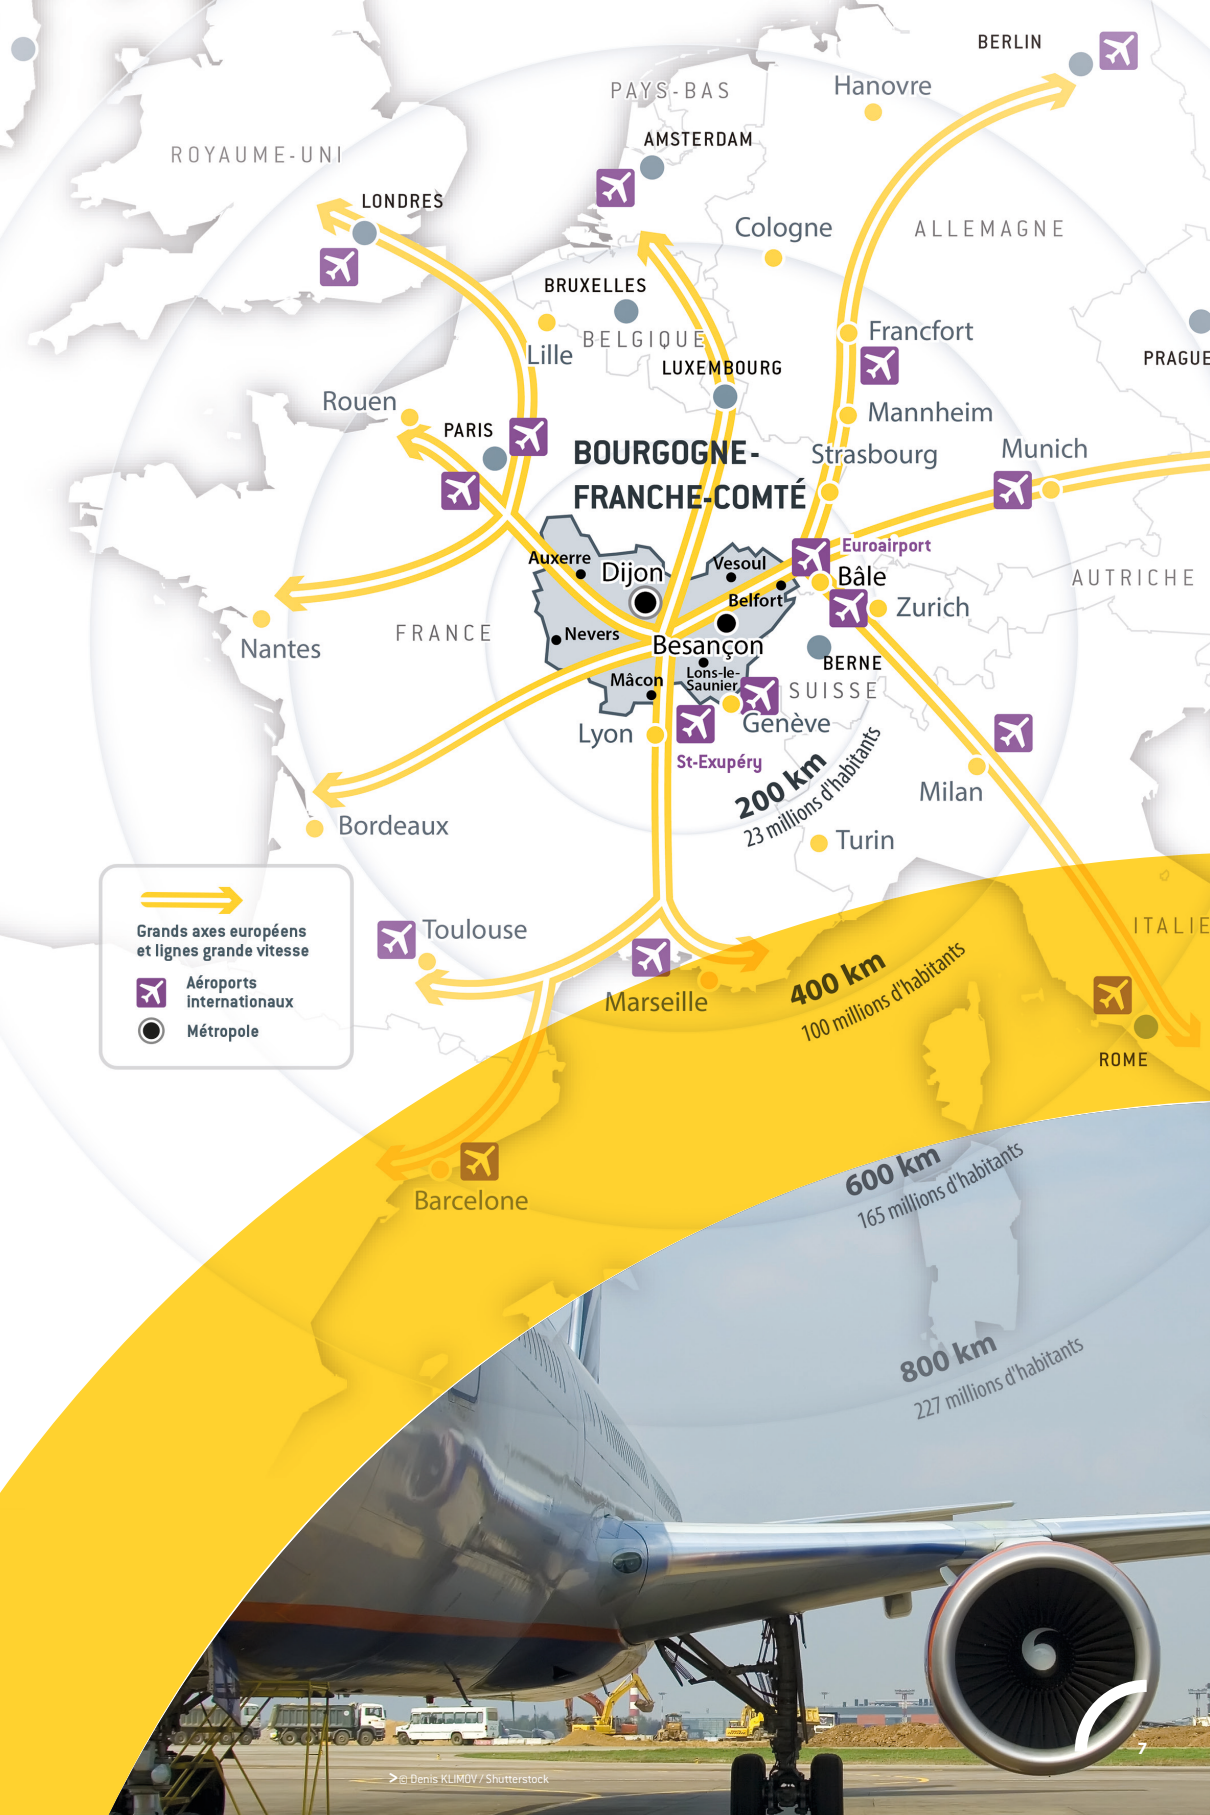 BERLIN
Hanovre
PAYS-BAS
AMSTERDAM
ROYAUME-UNI
LONDRES
Cologne
ALLEMAGNE
BRUXELLES
BELGIQUE
Lille
LUXEMBOURG
Francfort
PRAGUE
Rouen
PARIS
Mannheim
BOURGOGNE-
FRANCHE-COMTÉ
Strasbourg
Munich
Euroairport
Auxerre
Dijon
Vesoul
Belfort
Bâle
AUTRICHE
Zurich
Nantes
FRANCE
Nevers
Besançon
BERNE
SUISSE
Mâcon
Lons-le-
Saunier
Genève
Lyon
St-Exupéry
200 km
23 millions d'habitants
Milan
Bordeaux
Turin
Grands axes européens
et lignes grande vitesse
Aéroports
internationaux
Métropole
Toulouse
Marseille
ITALIE
400 km
100 millions d'habitants
ROME
Barcelone
600 km
165 millions d'habitants
800 km
227 millions d'habitants
7
> © Denis KLIMOV / Shutterstock